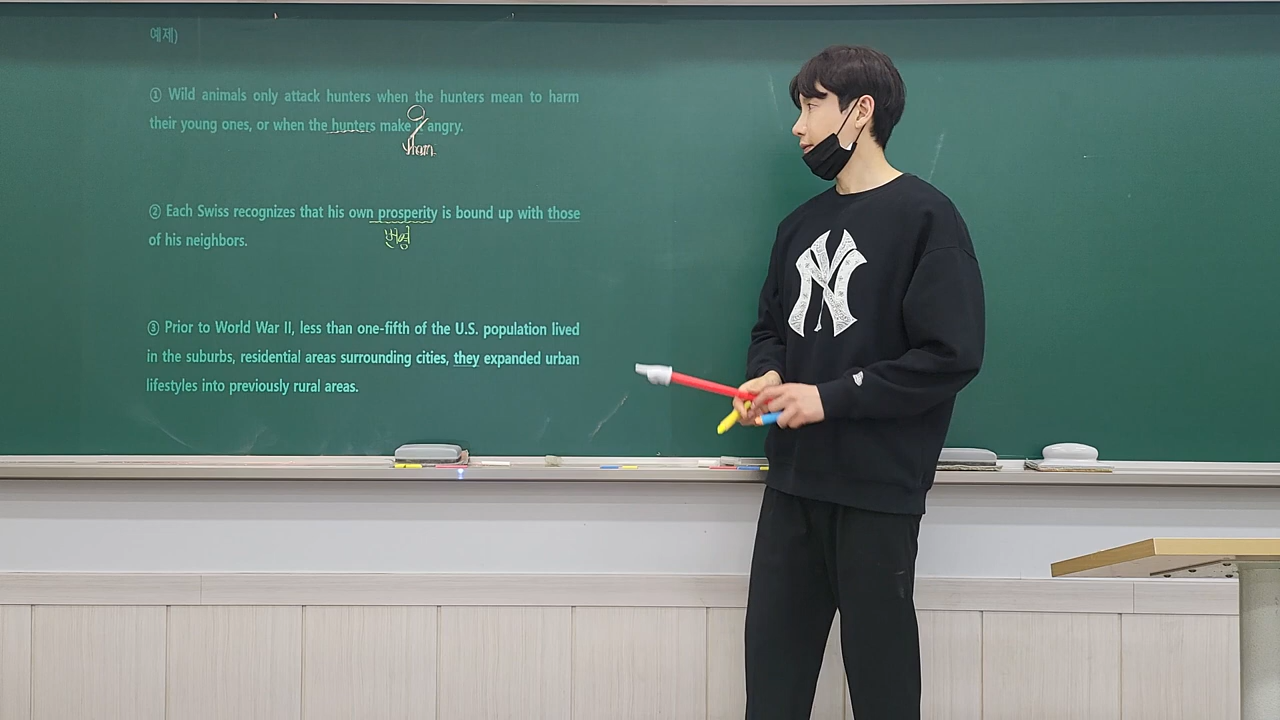 예제)
① Wild animals only attack hunters when the hunters mean to harm
their young ones, or when the hunters make it angry.
them
② Each Swiss recognizes that his own prosperity is bound up with those
번영
of his neighbors.
③ Prior to World War II, less than one-fifth of the U.S. population lived
in the suburbs, residential areas surrounding cities, they expanded urban
lifestyles into previously rural areas.
NY